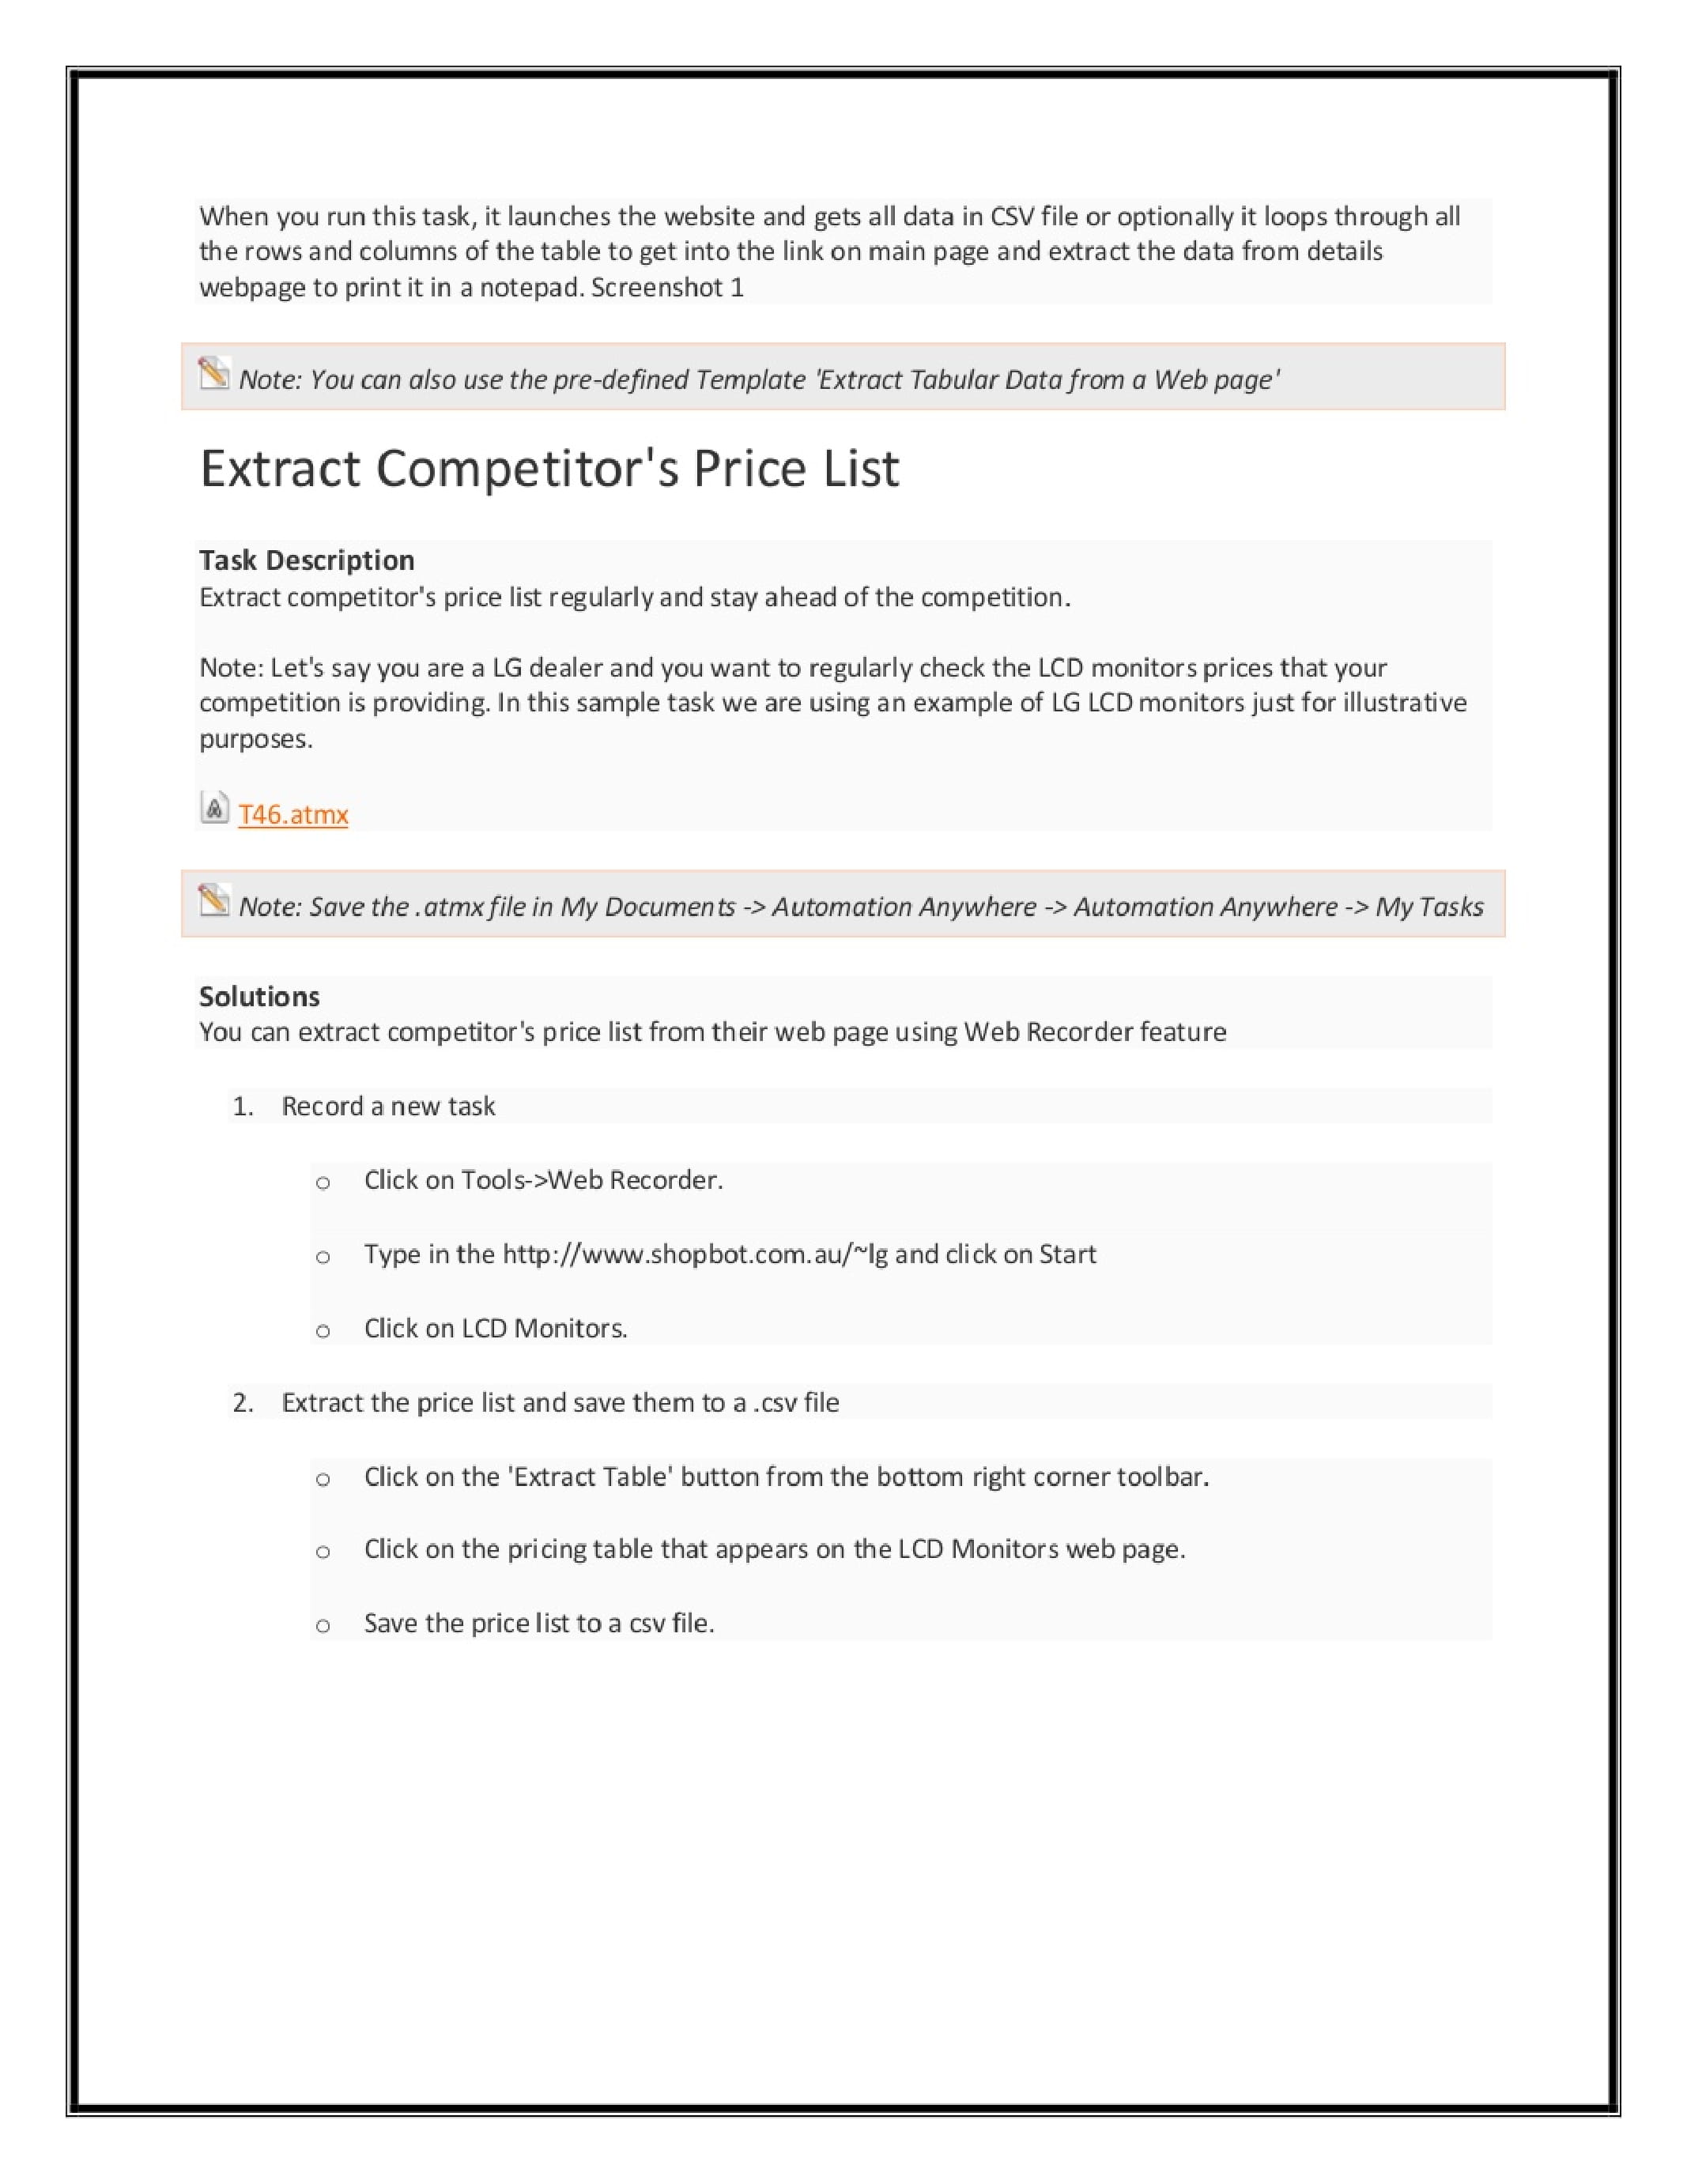 When you run this task, it launches the website and gets all data in CSV file or optionally it loops through all
the rows and columns of the table to get into the link on main page and extract the data from details
webpage to print it in a notepad. Screenshot 1
Note: You can also use the pre-defined Template 'Extract Tabular Data from a Web page'
Extract Competitor's Price List
Task Description
Extract competitor's price list regularly and stay ahead of the competition.
Note: Let's say you are a LG dealer and you want to regularly check the LCD monitors prices that your
competition is providing. In this sample task we are using an example of LG LCD monitors just for illustrative
purposes.
T46.atmx
Note: Save the .atmx file in My Documents -> Automation Anywhere -> Automation Anywhere -> My Tasks
Solutions
You can extract competitor's price list from their web page using Web Recorder feature
1. Record a new task
o Click on Tools->Web Recorder.
o Type in the http://www.shopbot.com.au/~lg and click on Start
o Click on LCD Monitors.
2. Extract the price list and save them to a .csv file
o Click on the 'Extract Table' button from the bottom right corner toolbar.
o Click on the pricing table that appears on the LCD Monitors web page.
o Save the price list to a csv file.